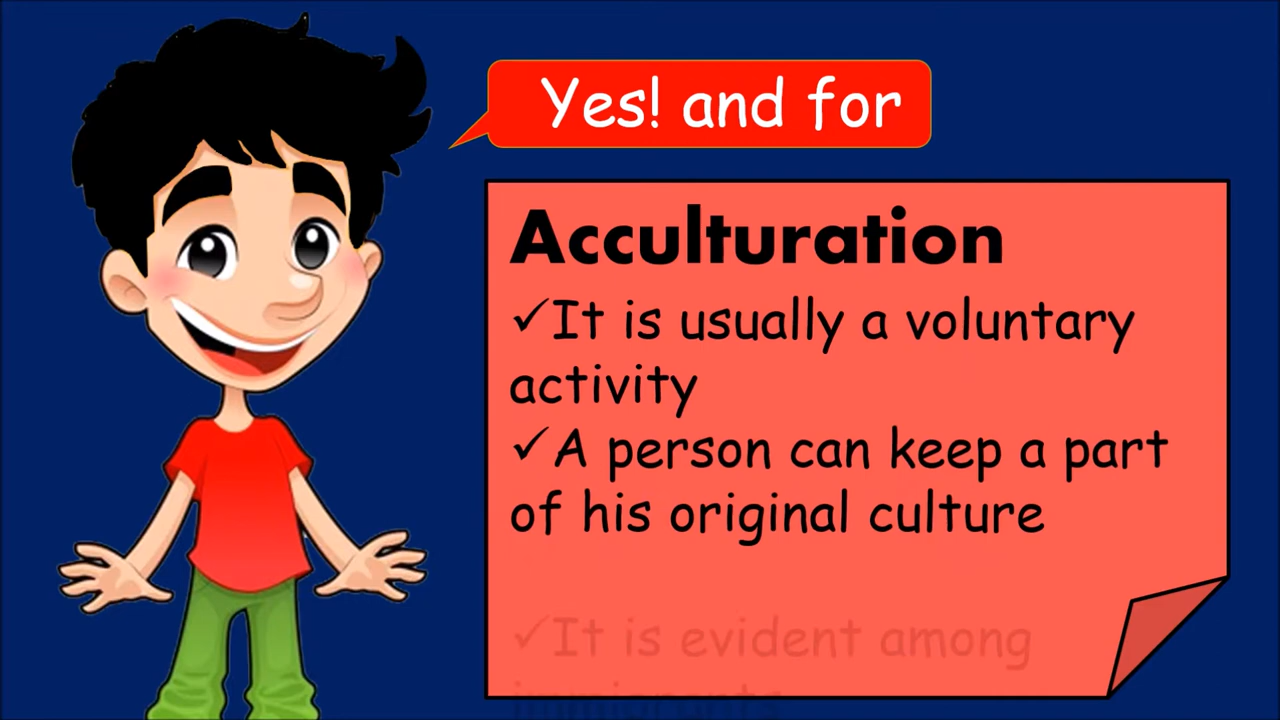 Yes! and for
Acculturation
✓It is usually a voluntary
activity
✓A person can keep a part
of his original culture
✓It is evident among
immigrants